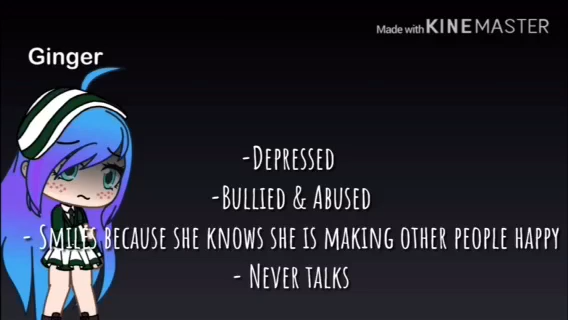 Made with KINEMASTER
Ginger
-Depressed
-Bullied & Abused
- Smiles because she knows she is making other people happy
- Never talks